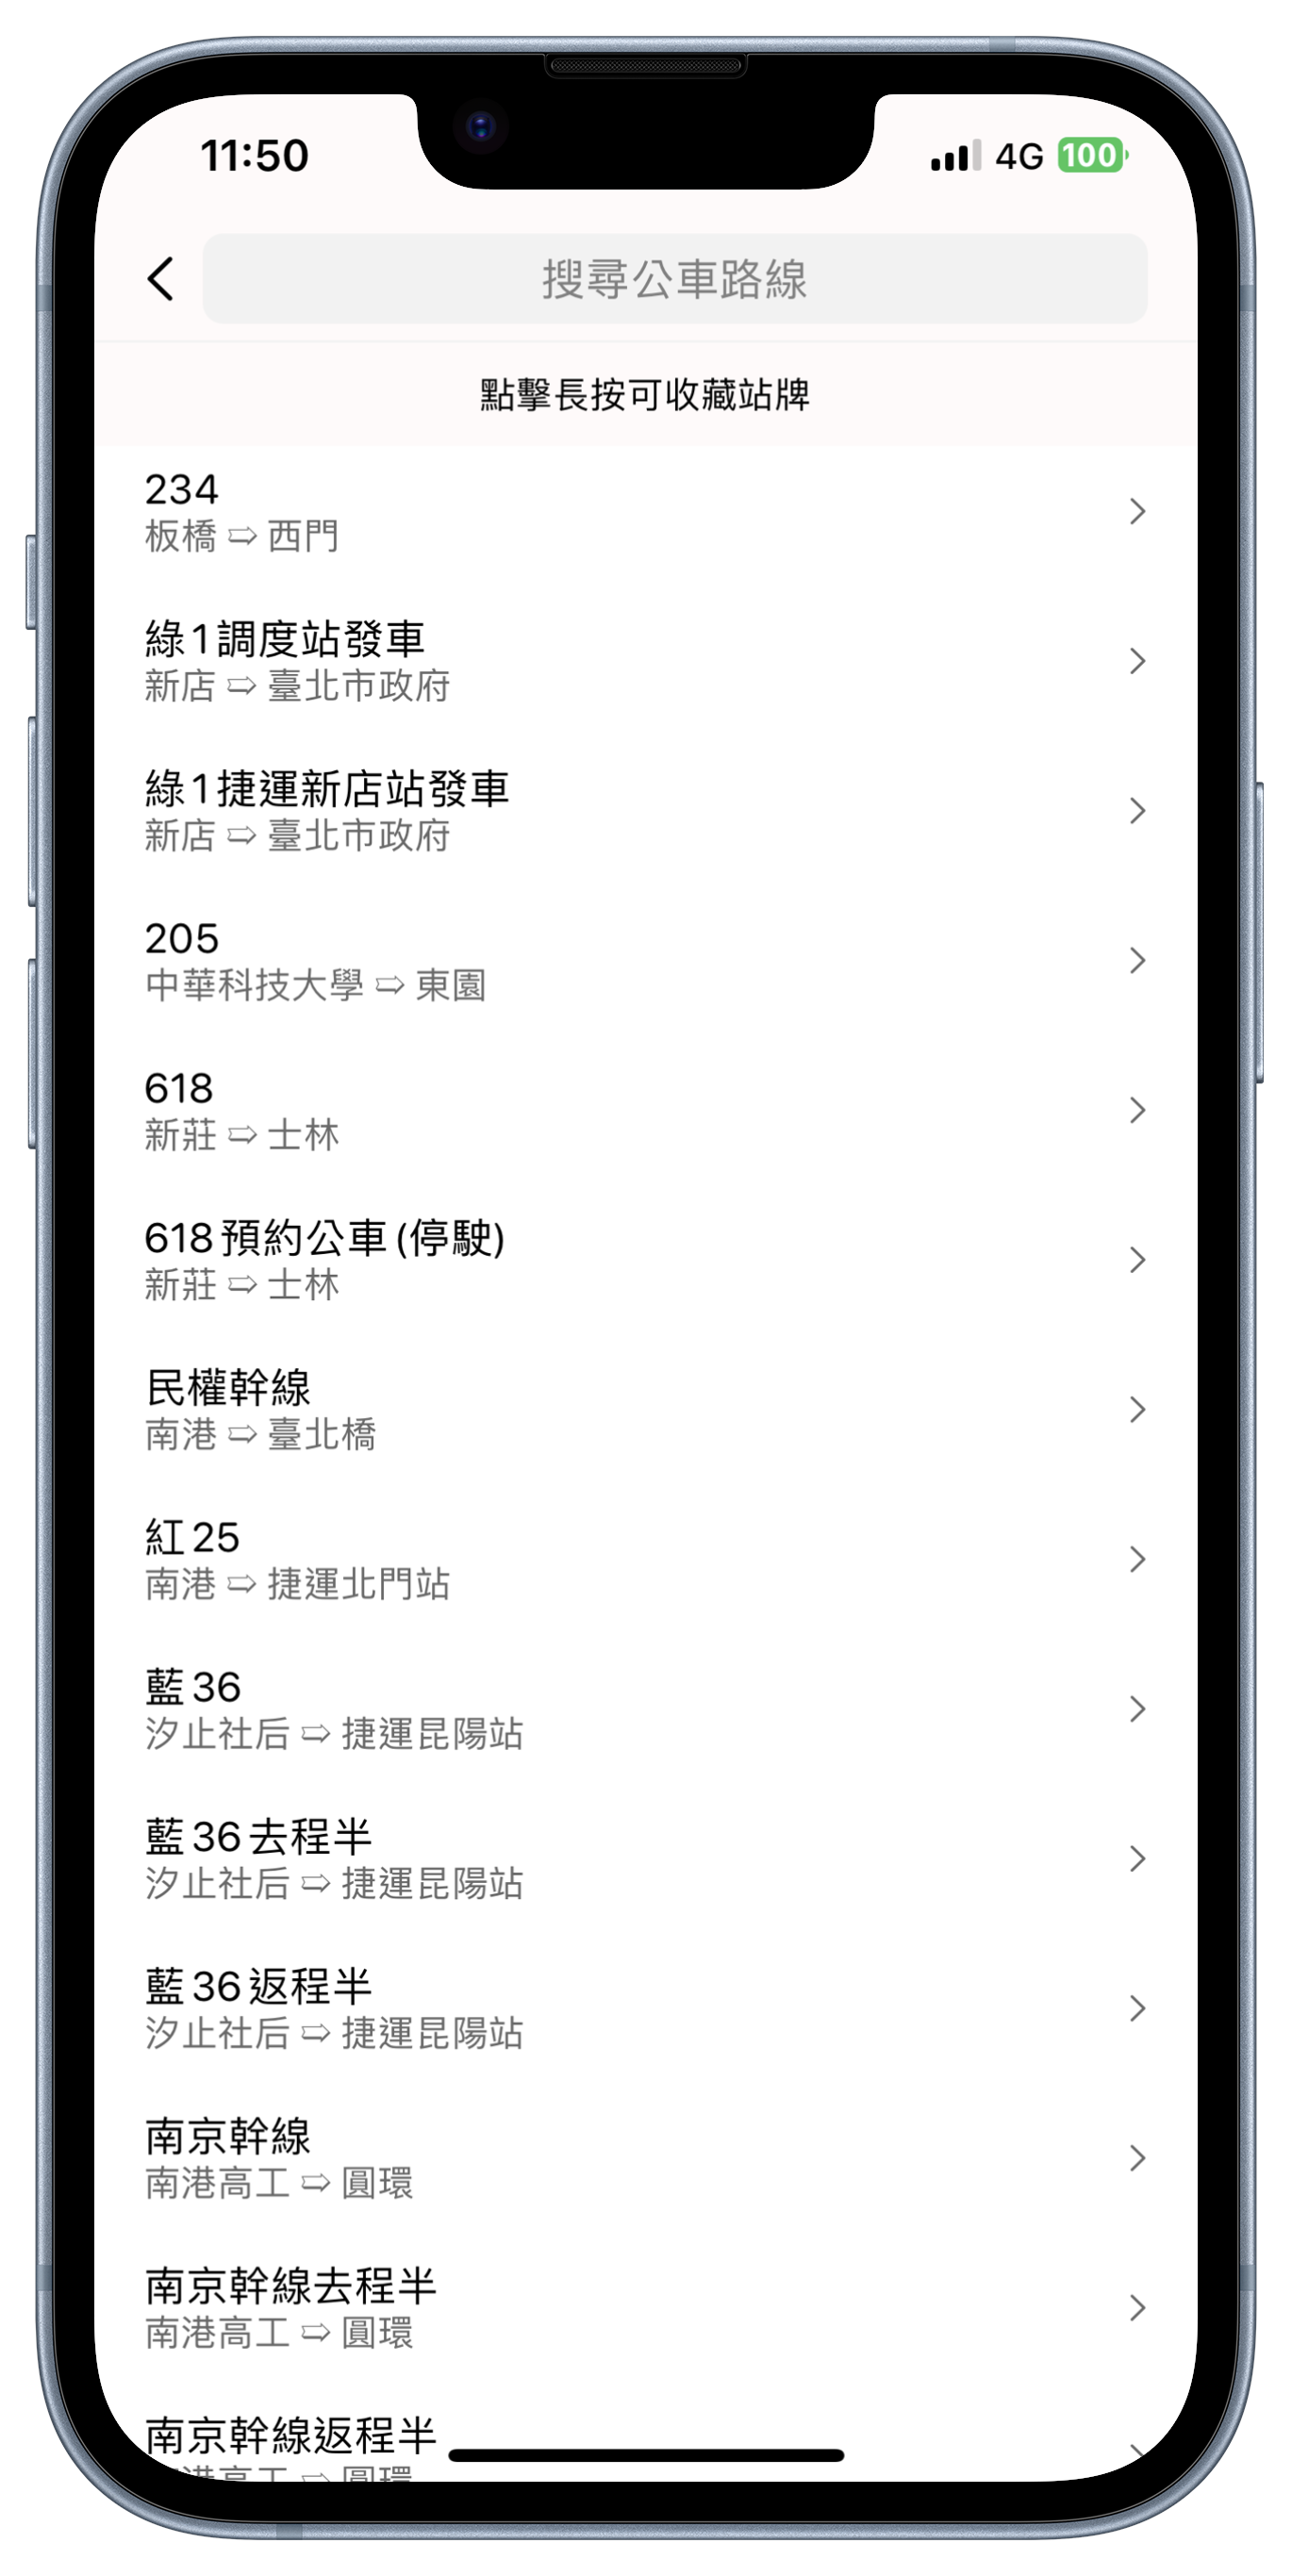 11:50
4G 100
搜尋公車路線
點擊長按可收藏站牌
234
板橋 ⇨ 西門
綠1調度站發車
新店 ⇨ 臺北市政府
綠1捷運新店站發車
新店 ⇨ 臺北市政府
205
中華科技大學 ⇨ 東園
618
新莊 ⇨ 士林
618預約公車(停駛)
新莊 ⇨ 士林
民權幹線
南港 ⇨ 臺北橋
紅25
南港 ⇨ 捷運北門站
藍36
汐止社后 ⇨ 捷運昆陽站
藍36去程半
汐止社后 ⇨ 捷運昆陽站
藍36返程半
汐止社后 ⇨ 捷運昆陽站
南京幹線
南港高工 ⇨ 圓環
南京幹線去程半
南港高工 ⇨ 圓環
南京幹線返程半